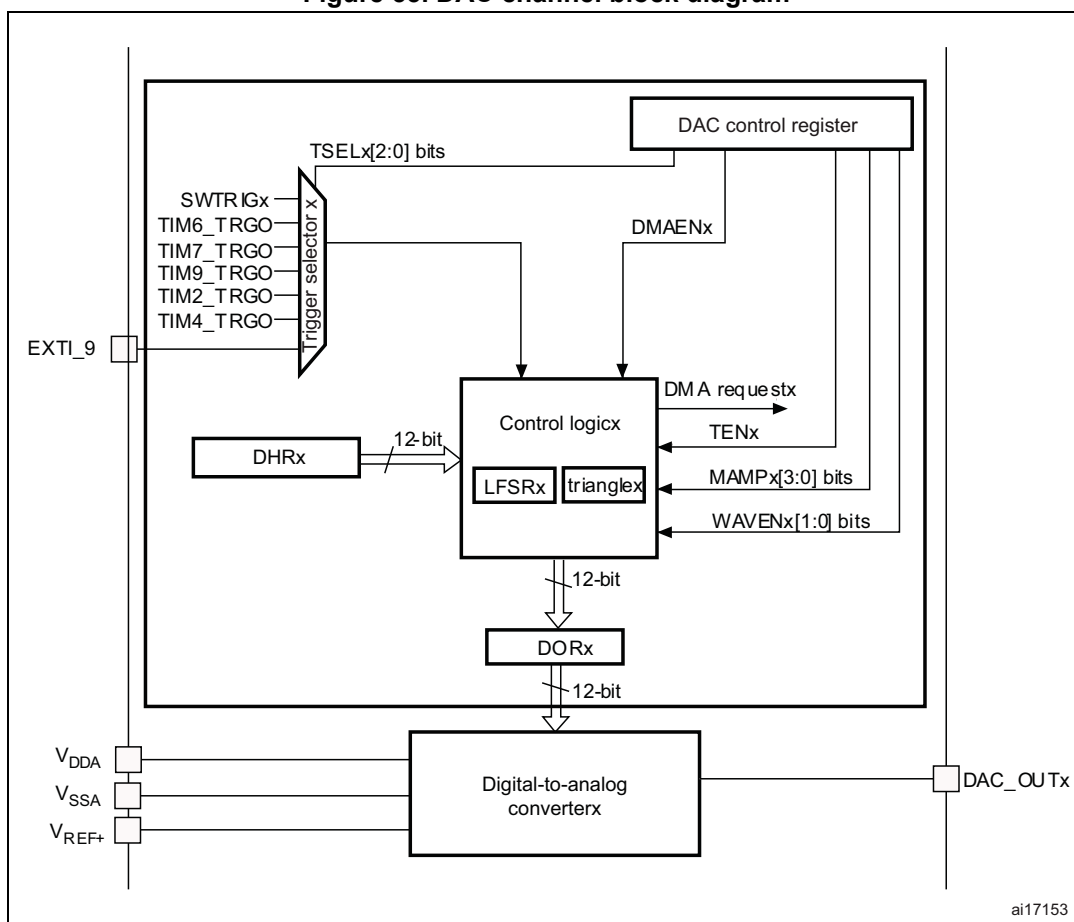 DAC control register
TSELx[2:0] bits
SWTRIGx
TIM6_TRGO
TIM7_TRGO
TIM9_TRGO
TIM2_TRGO
TIM4_TRGO
Trigger selector x
DMAENx
EXTI_9
DMA requestx
Control logicx
TENx
12-bit
DHRx
LFSRx
trianglex
MAMPx[3:0] bits
WAVENx[1:0] bits
12-bit
DORx
12-bit
VDDA
VSSA
VREF+
Digital-to-analog
converterx
DAC_OUTx
ai17153